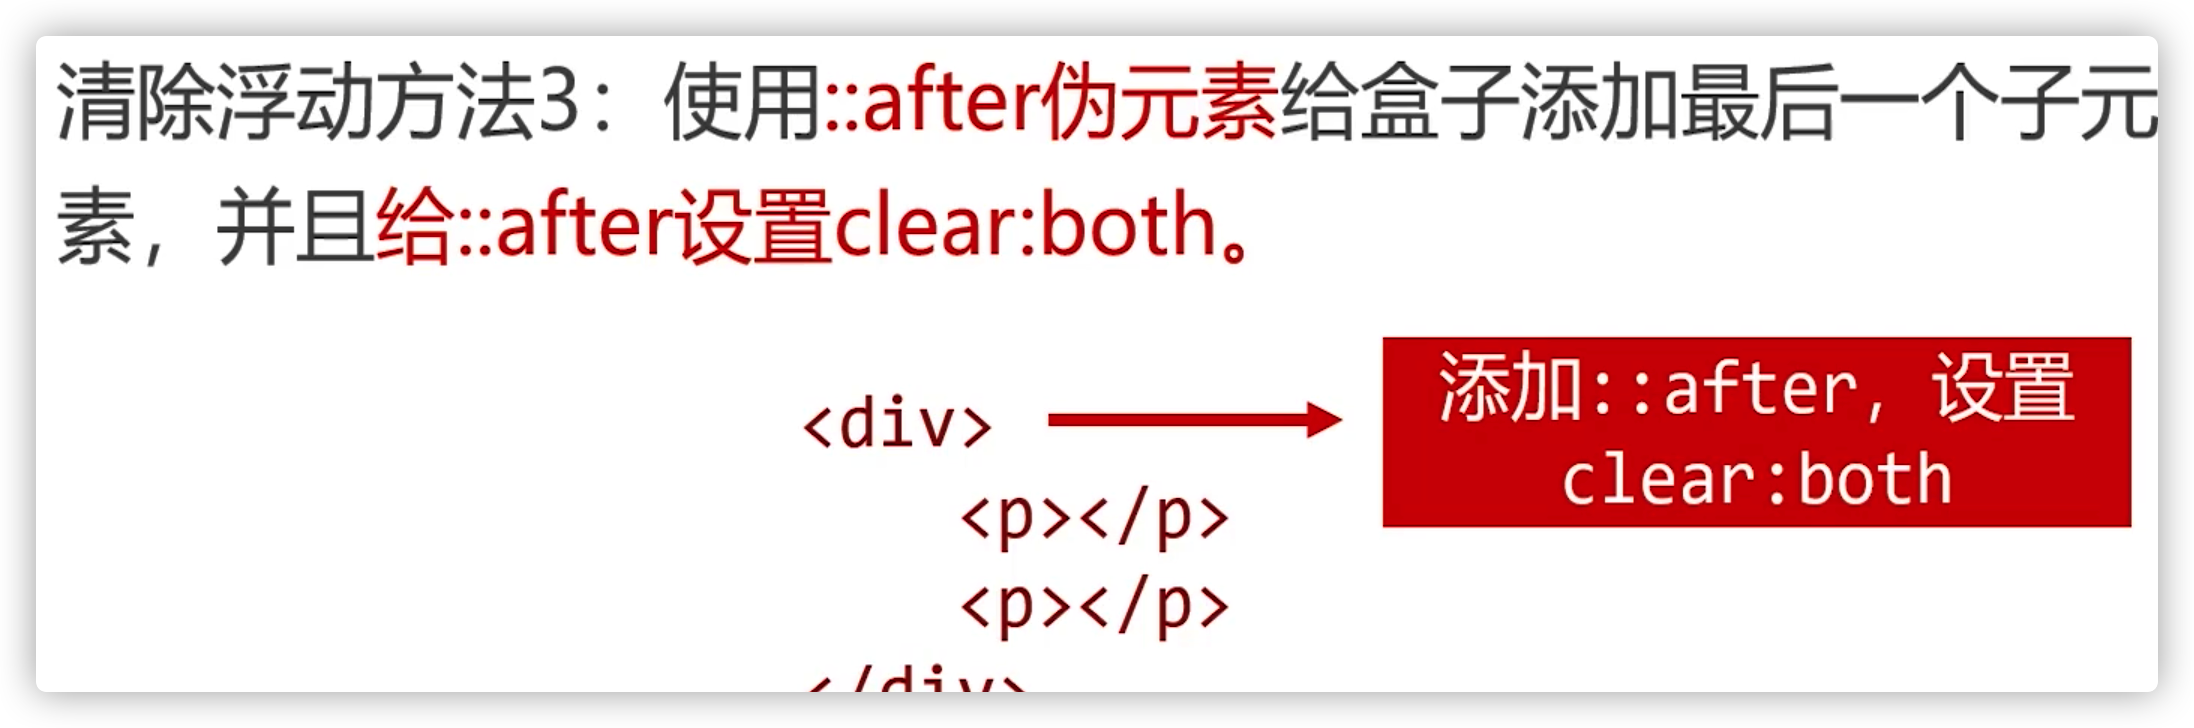 清除浮动方法3：使用::after伪元素给盒子添加最后一个子元
素，并且给::after设置clear:both。
添加::after，设置
clear:both
<div>
<p></p>
<p></p>
</div>